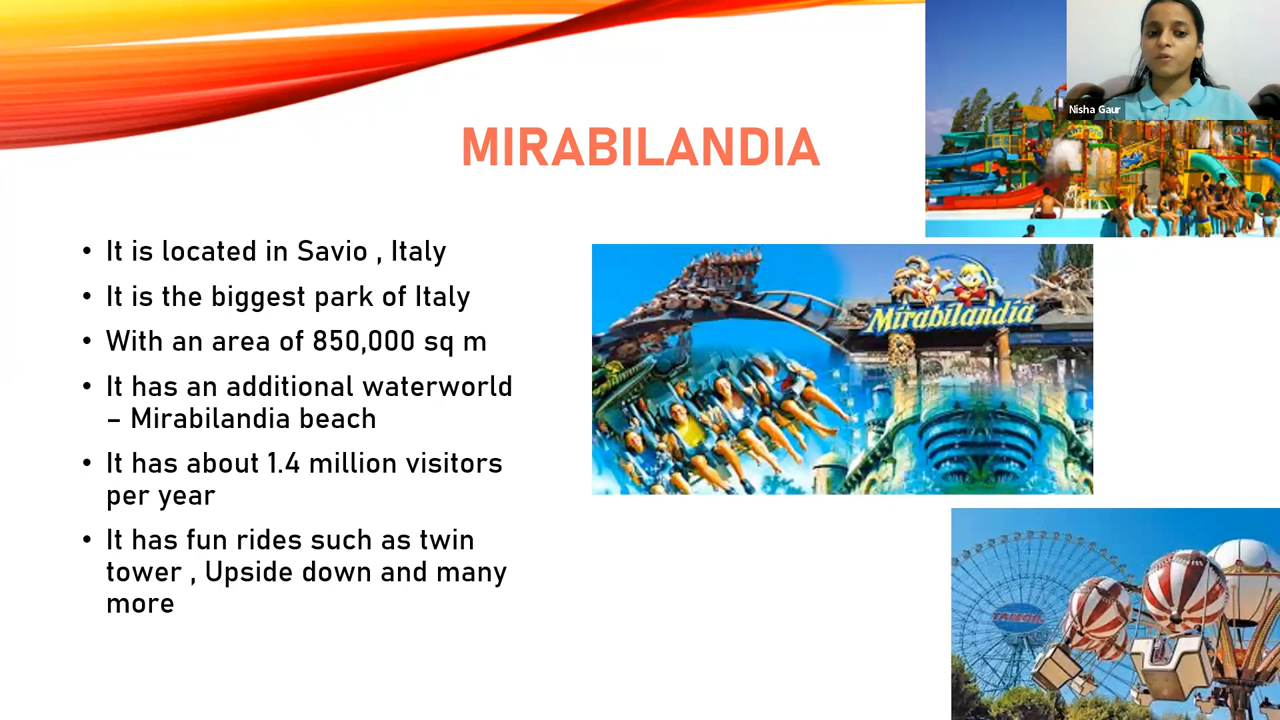 Nisha Gaur
MIRABILANDIA
• It is located in Savio , Italy
• It is the biggest park of Italy
• With an area of 850,000 sq m
• It has an additional waterworld
– Mirabilandia beach
• It has about 1.4 million visitors
per year
• It has fun rides such as twin
tower , Upside down and many
more
Mirabilandia
TAMOIL